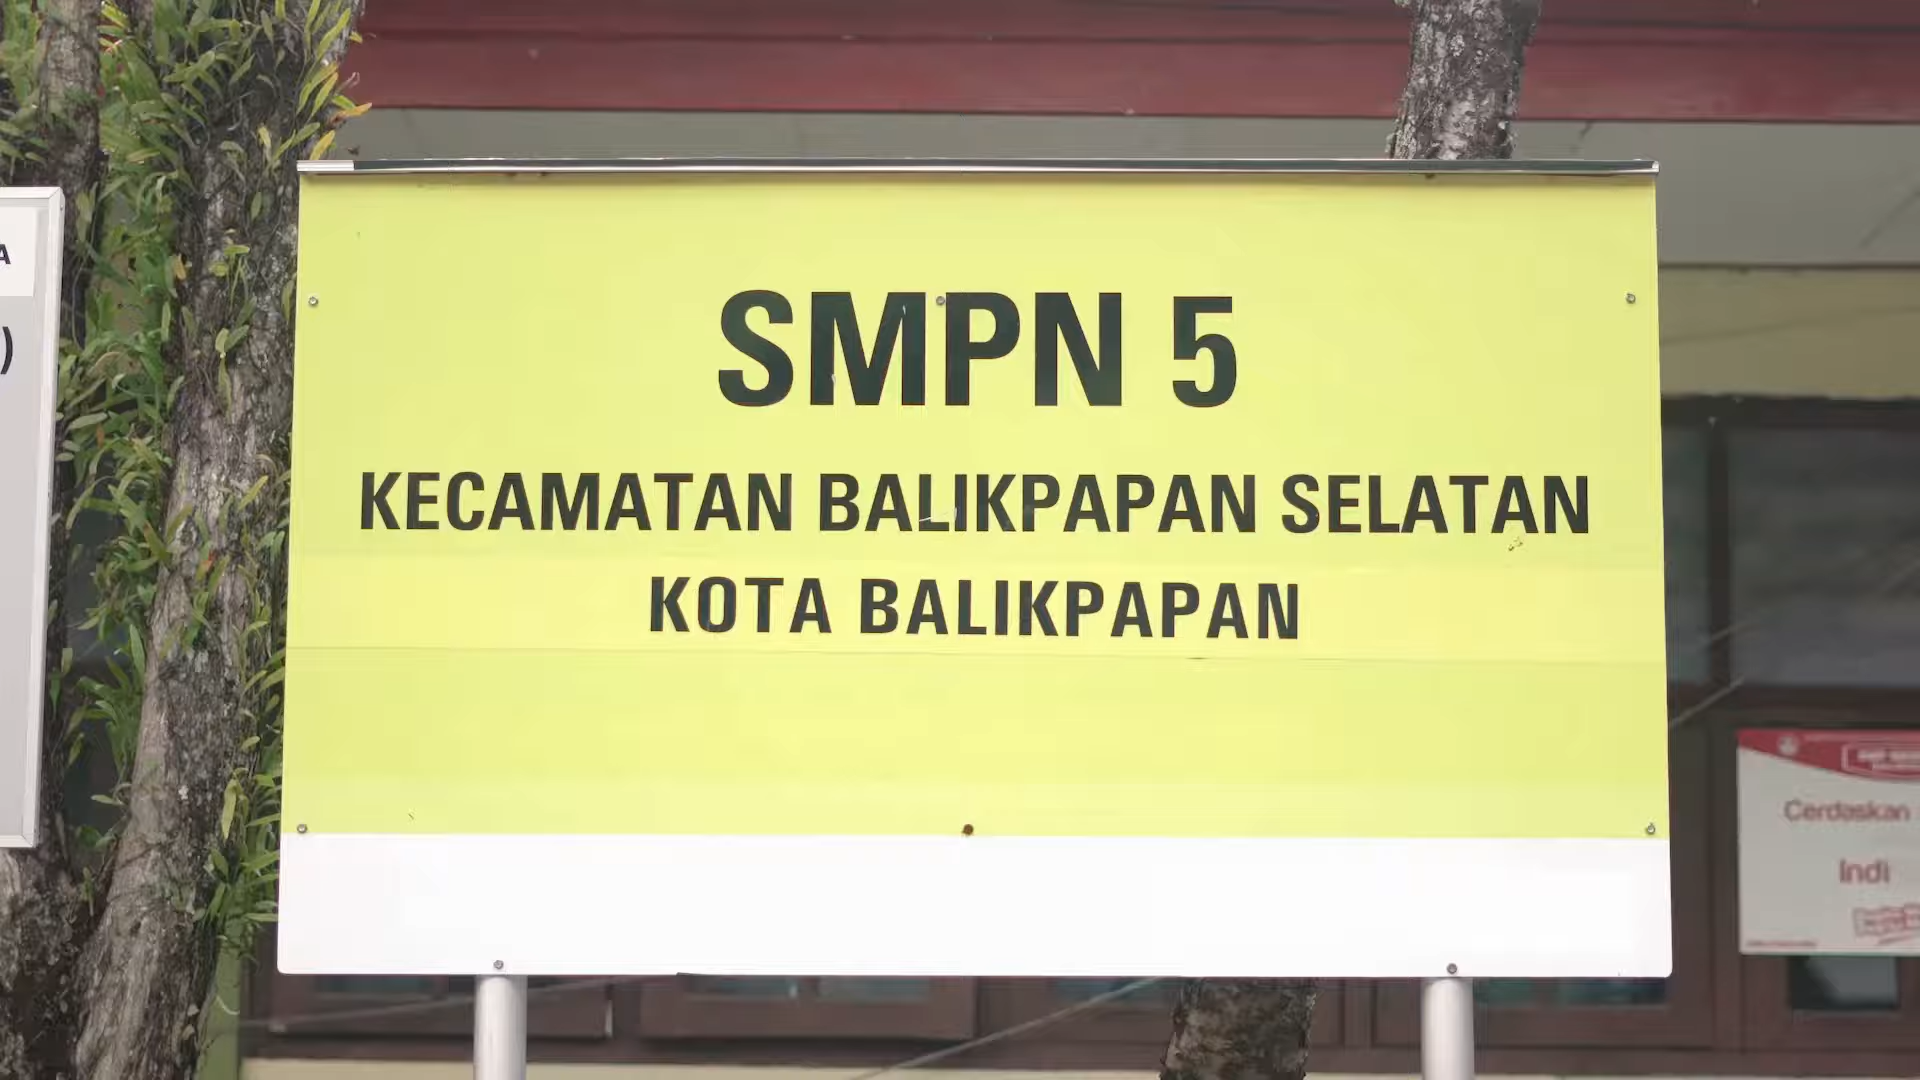 SMPN 5
KECAMATAN BALIKPAPAN SELATAN
KOTA BALIKPAPAN
A
)
Cerdaskan
Indi